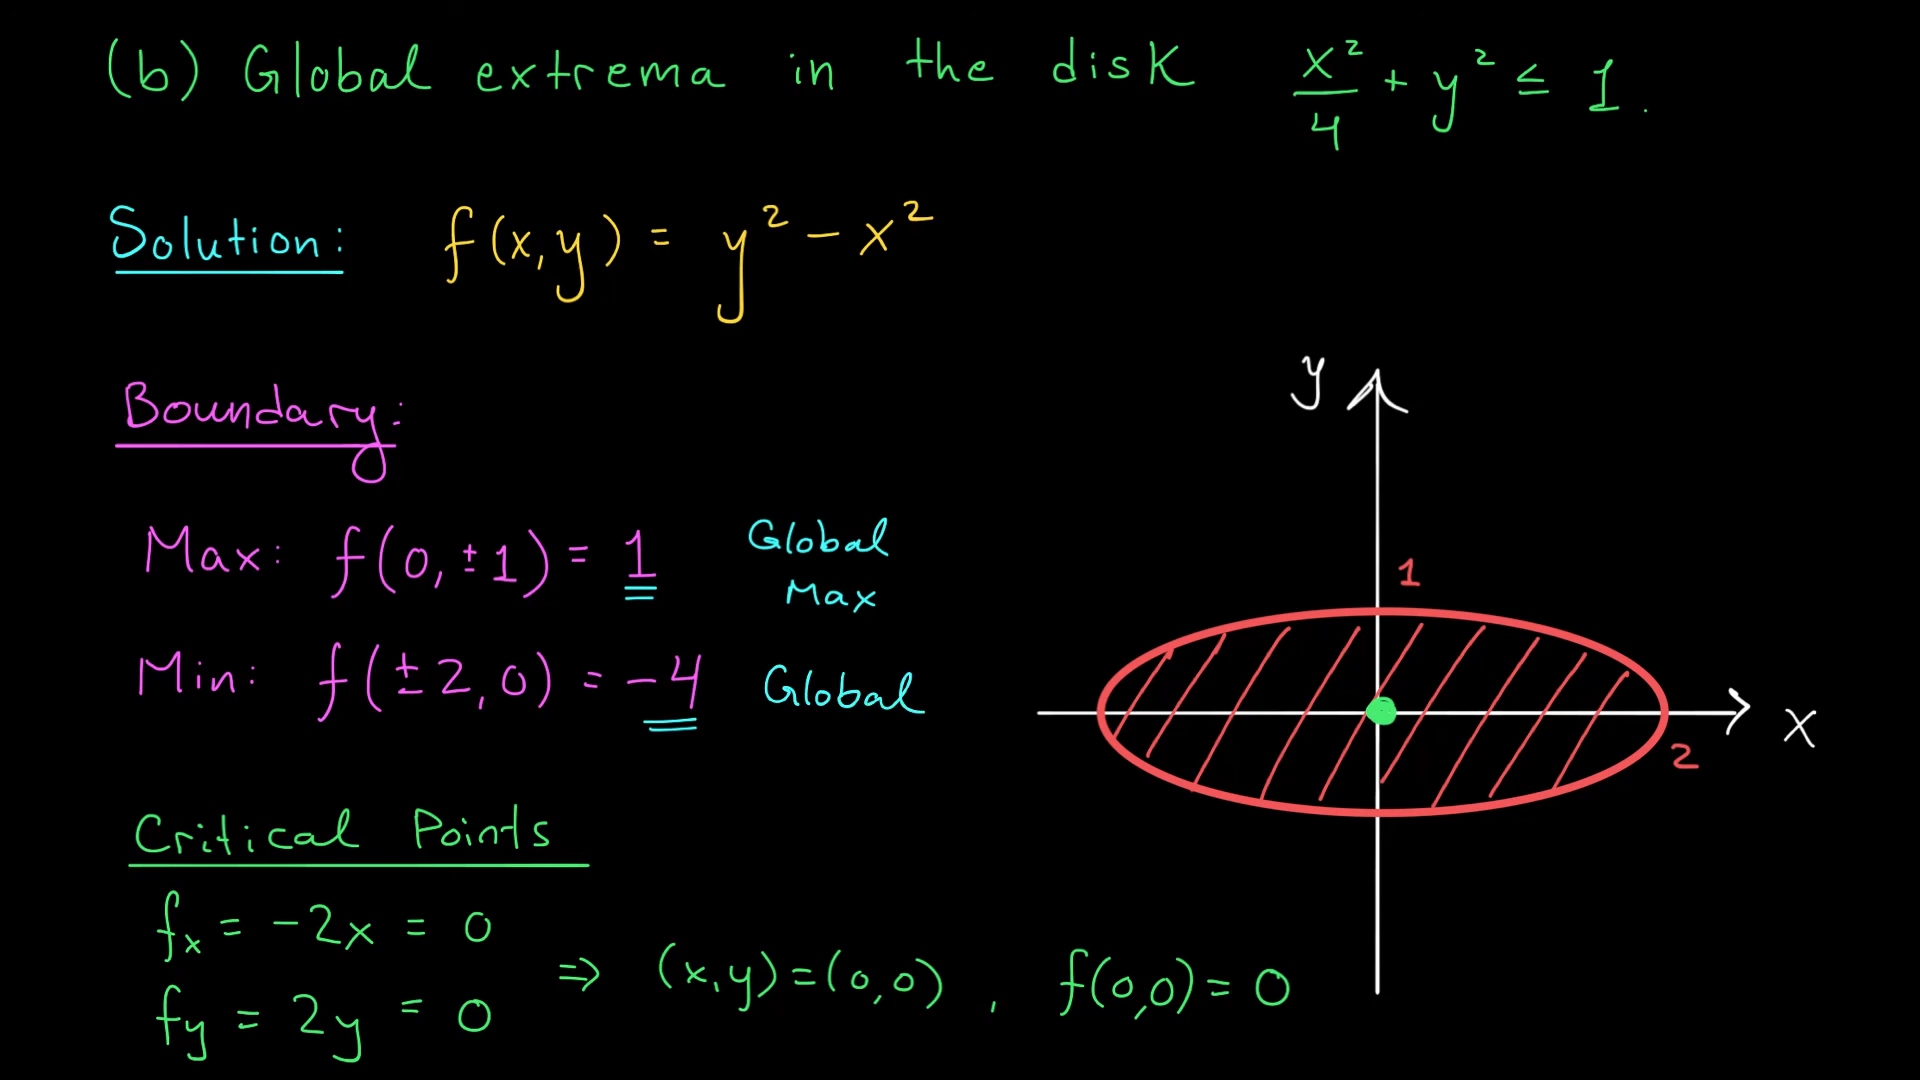 (b) Global extrema in the disk x²/4 + y² ≤ 1.
Solution: f(x,y) = y² - x²
Boundary:
Max: f(0, ±1) = 1 Global Max
Min: f(±2, 0) = -4 Global
Critical Points
fₓ = -2x = 0
f_y = 2y = 0
⇒ (x,y) = (0,0), f(0,0) = 0
y
1
x
2